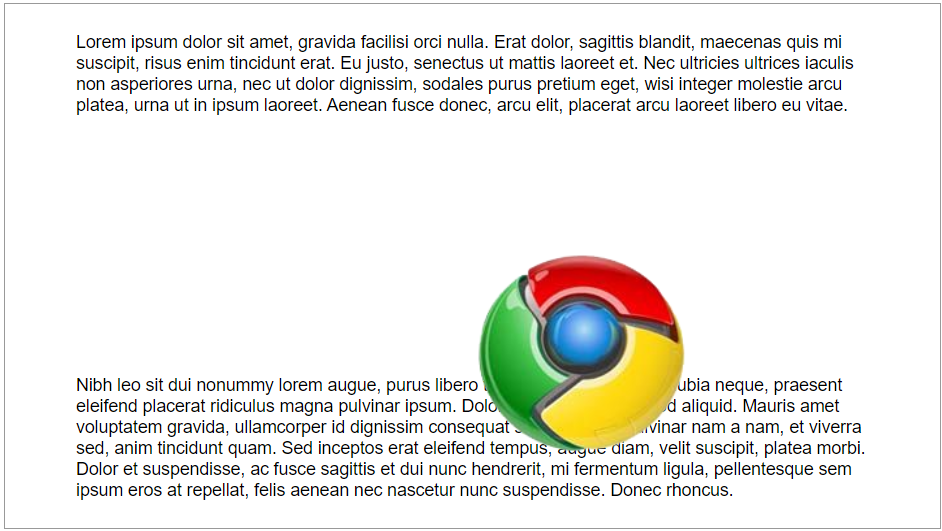 Lorem ipsum dolor sit amet, gravida facilisi orci nulla. Erat dolor, sagittis blandit, maecenas quis mi
suscipit, risus enim tincidunt erat. Eu justo, senectus ut mattis laoreet et. Nec ultricies ultrices iaculis
non asperiores urna, nec ut dolor dignissim, sodales purus pretium eget, wisi integer molestie arcu
platea, urna ut in ipsum laoreet. Aenean fusce donec, arcu elit, placerat arcu laoreet libero eu vitae.
Nibh leo sit dui nonummy lorem augue, purus libero neque, praesent
eleifend placerat ridiculus magna pulvinar ipsum. aliquid. Mauris amet
voluptatem gravida, ullamcorper id dignissim consequat nam a nam, et viverra
sed, anim tincidunt quam. Sed inceptos erat eleifend tempus, augue diam, velit suscipit, platea morbi.
Dolor et suspendisse, ac fusce sagittis et dui nunc hendrerit, mi fermentum ligula, pellentesque sem
ipsum eros at repellat, felis aenean nec nascetur nunc suspendisse. Donec rhoncus.